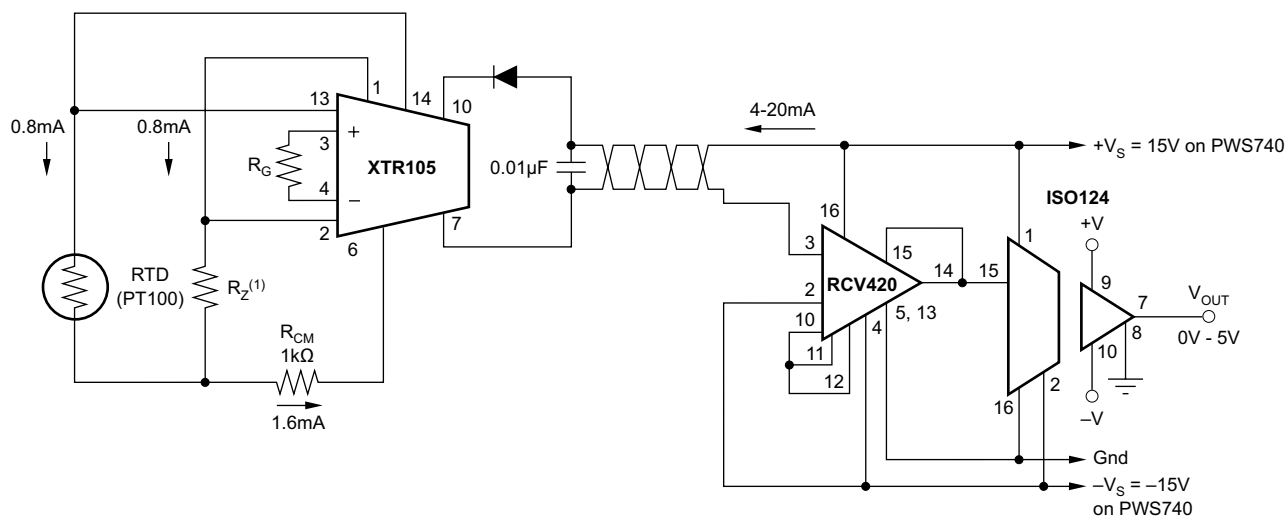 1
14
10
13
3
+
4
−
2
6
7
XTR105
R_G
0.8mA
0.8mA
RTD
(PT100)
R_Z(1)
R_CM
1kΩ
1.6mA
0.01µF
4-20mA
+V_S = 15V on PWS740
ISO124
16
3
15
2
RCV420
14
15
10
5, 13
4
11
12
1
+V
9
7
V_OUT
8
0V - 5V
10
2
16
–V
Gnd
–V_S = –15V
on PWS740